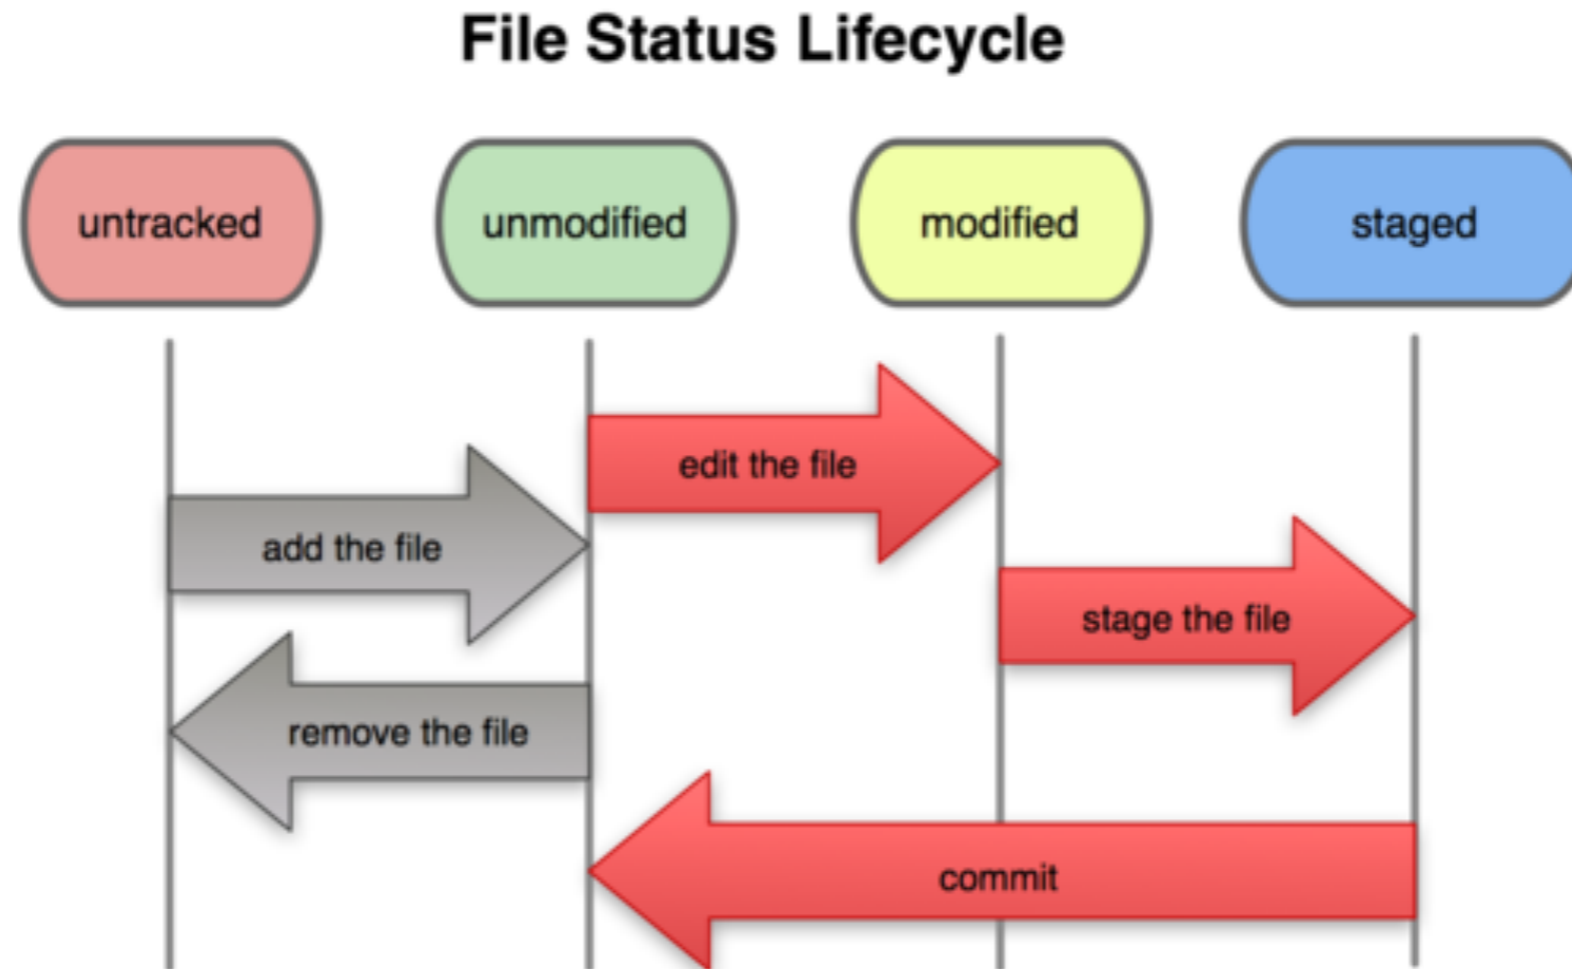 File Status Lifecycle
untracked
unmodified
modified
staged
edit the file
add the file
stage the file
remove the file
commit